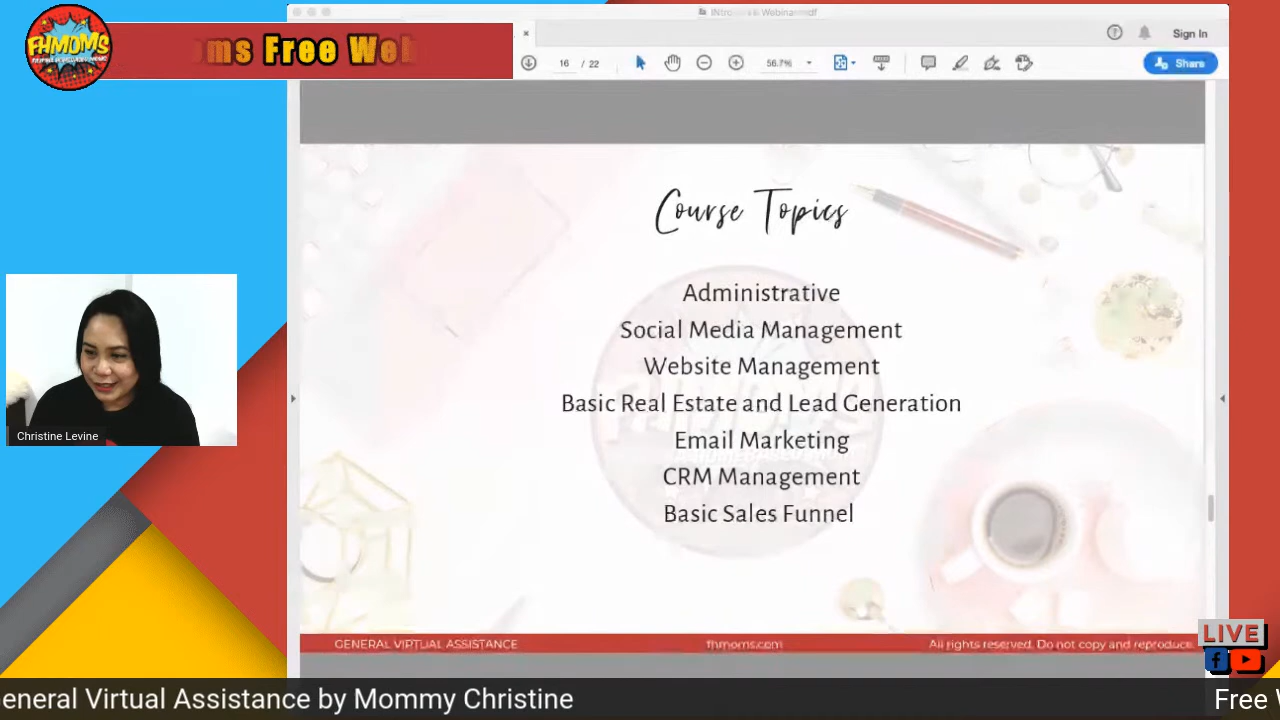 FHMOMS
oms Free Web
16 / 22
56.7%
Sign In
Share
Course Topics
Administrative
Social Media Management
Website Management
Basic Real Estate and Lead Generation
Email Marketing
CRM Management
Basic Sales Funnel
Christine Levine
GENERAL VIRTUAL ASSISTANCE
fhmoms.com
All rights reserved. Do not copy and reproduce.
LIVE
eneral Virtual Assistance by Mommy Christine
Free W